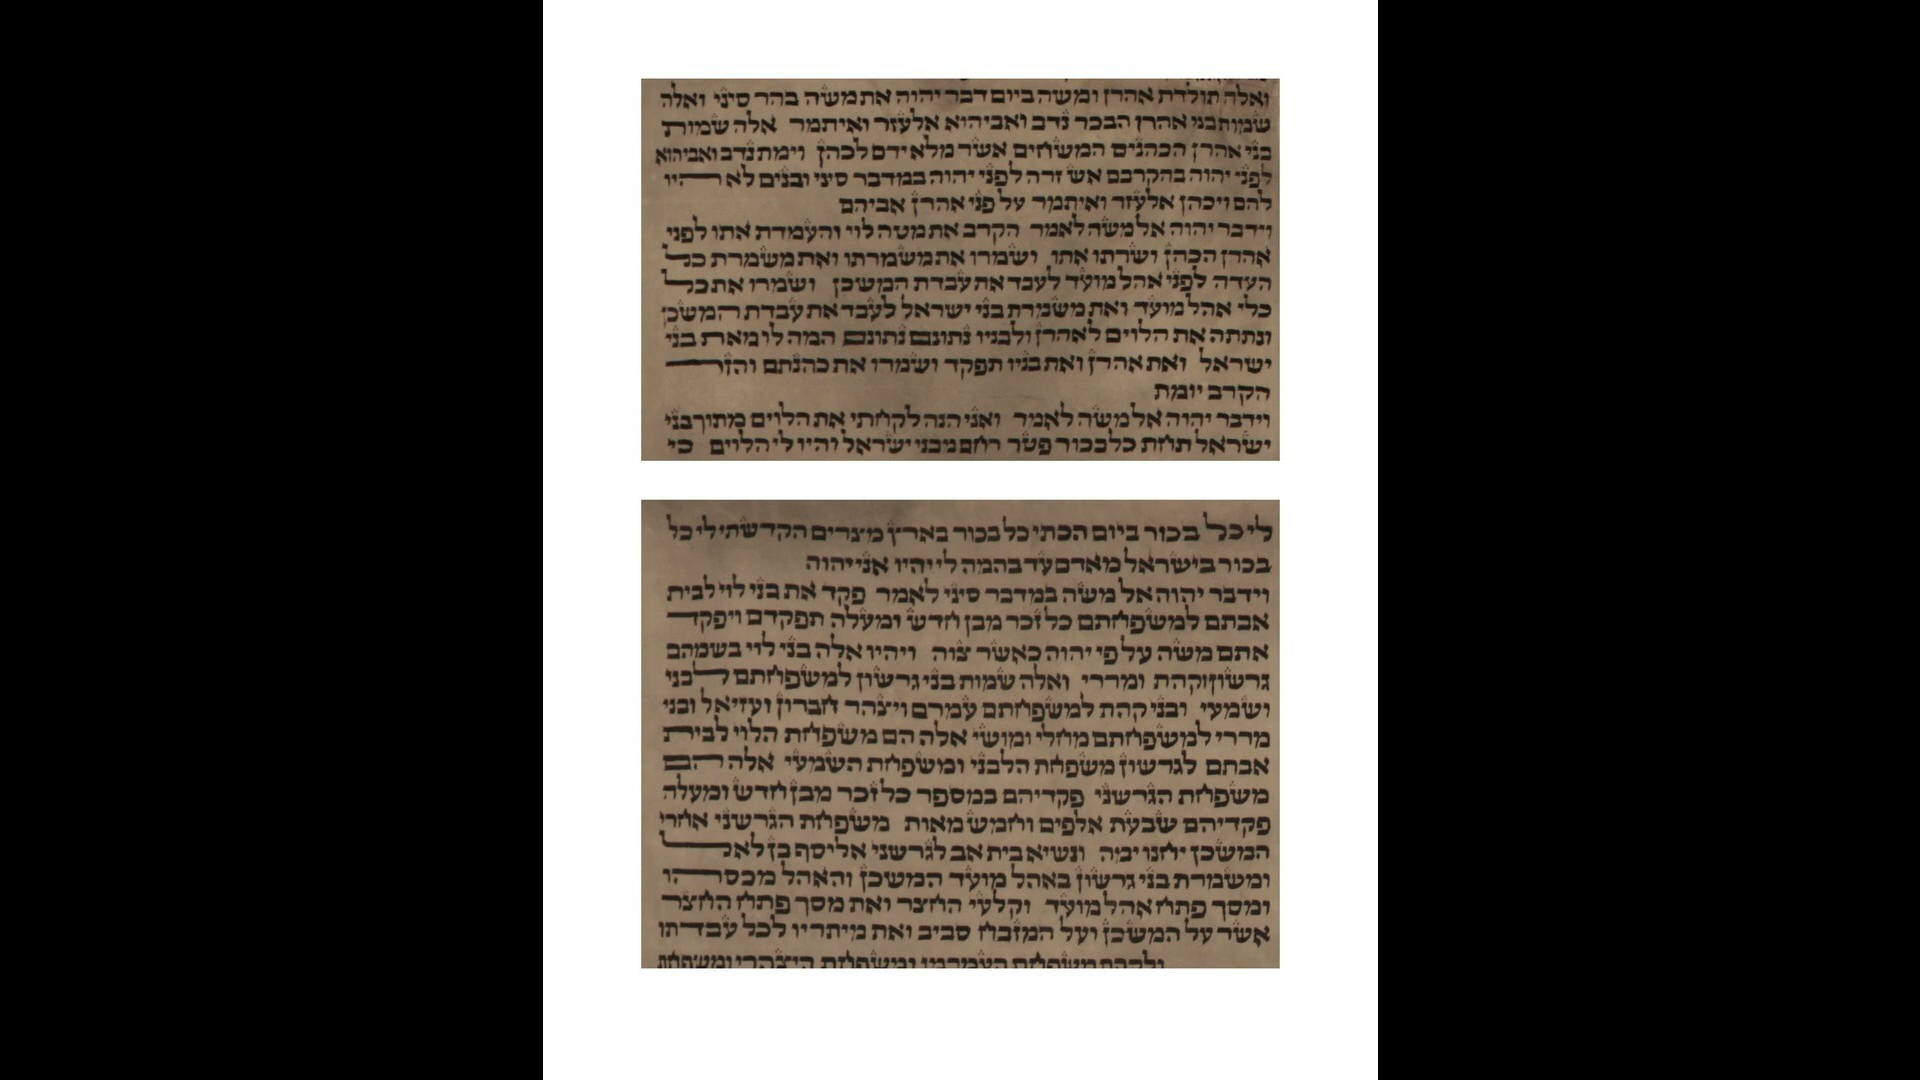 ואלה תולדת אהרן ומשה ביום דבר יהוה את משה בהר סיני ואלה
שמות בני אהרן הבכר נדב ואביהוא אלעזר ואיתמר אלה שמות
בני אהרן הכהנים המשחים אשר מלא ידם לכהן וימת נדב ואביהוא
לפני יהוה בהקרבם אש זרה לפני יהוה במדבר סיני ובנים לא היו
להם ויכהן אלעזר ואיתמר על פני אהרן אביהם
וידבר יהוה אל משה לאמר הקרב את מטה לוי והעמדת אתו לפני
אהרן הכהן ושרתו אתו ושמרו את משמרתו ואת משמרת כל
העדה לפני אהל מועד לעבד את עבדת המשכן ושמרו את כל
כלי אהל מועד ואת משמרת בני ישראל לעבד את עבדת המשכן
ונתתה את הלוים לאהרן ולבניו נתונם נתונם המה לו מאת בני
ישראל ואת אהרן ואת בניו תפקד ושמרו את כהנתם והזר
הקרב יומת
וידבר יהוה אל משה לאמר ואני הנה לקחתי את הלוים מתוך בני
ישראל תחת כל בכור פטר רחם מבני ישראל והיו לי הלוים כי
לי כל בכור ביום הכתי כל בכור בארץ מצרים הקדשתי לי כל
בכור בישראל מאדם עד בהמה לי יהיו אני יהוה
וידבר יהוה אל משה במדבר סיני לאמר פקד את בני לוי לבית
אבתם למשפחתם כל זכר מבן חדש ומעלה תפקדם ויפקד
אתם משה על פי יהוה כאשר צוה ויהיו אלה בני לוי בשמהם
גרשון וקהת ומררי ואלה שמות בני גרשון למשפחתם לבני
ושמעי ובני קהת למשפחתם עמרם ויצהר חברון ועזיאל ובני
מררי למשפחתם מחלי ומושי אלה הם משפחת הלוי לבית
אבתם לגרשון משפחת הלבני ומשפחת השמעי אלה הם
משפחת הגרשני פקדיהם במספר כל זכר מבן חדש ומעלה
פקדיהם שבעת אלפים וחמש מאות משפחת הגרשני אחרי
המשכן יחנו ימה ונשיא בית אב לגרשני אליסף בן לאל
ומשמרת בני גרשון באהל מועד המשכן והאהל מכסהו
ומסך פתח אהל מועד וקלעי החצר ואת מסך פתח החצר
אשר על המשכן ועל המזבח סביב ואת מיתריו לכל עבדתו
ולקהת משפחת העמרמי ומשפחת היצהרי ומשפחת